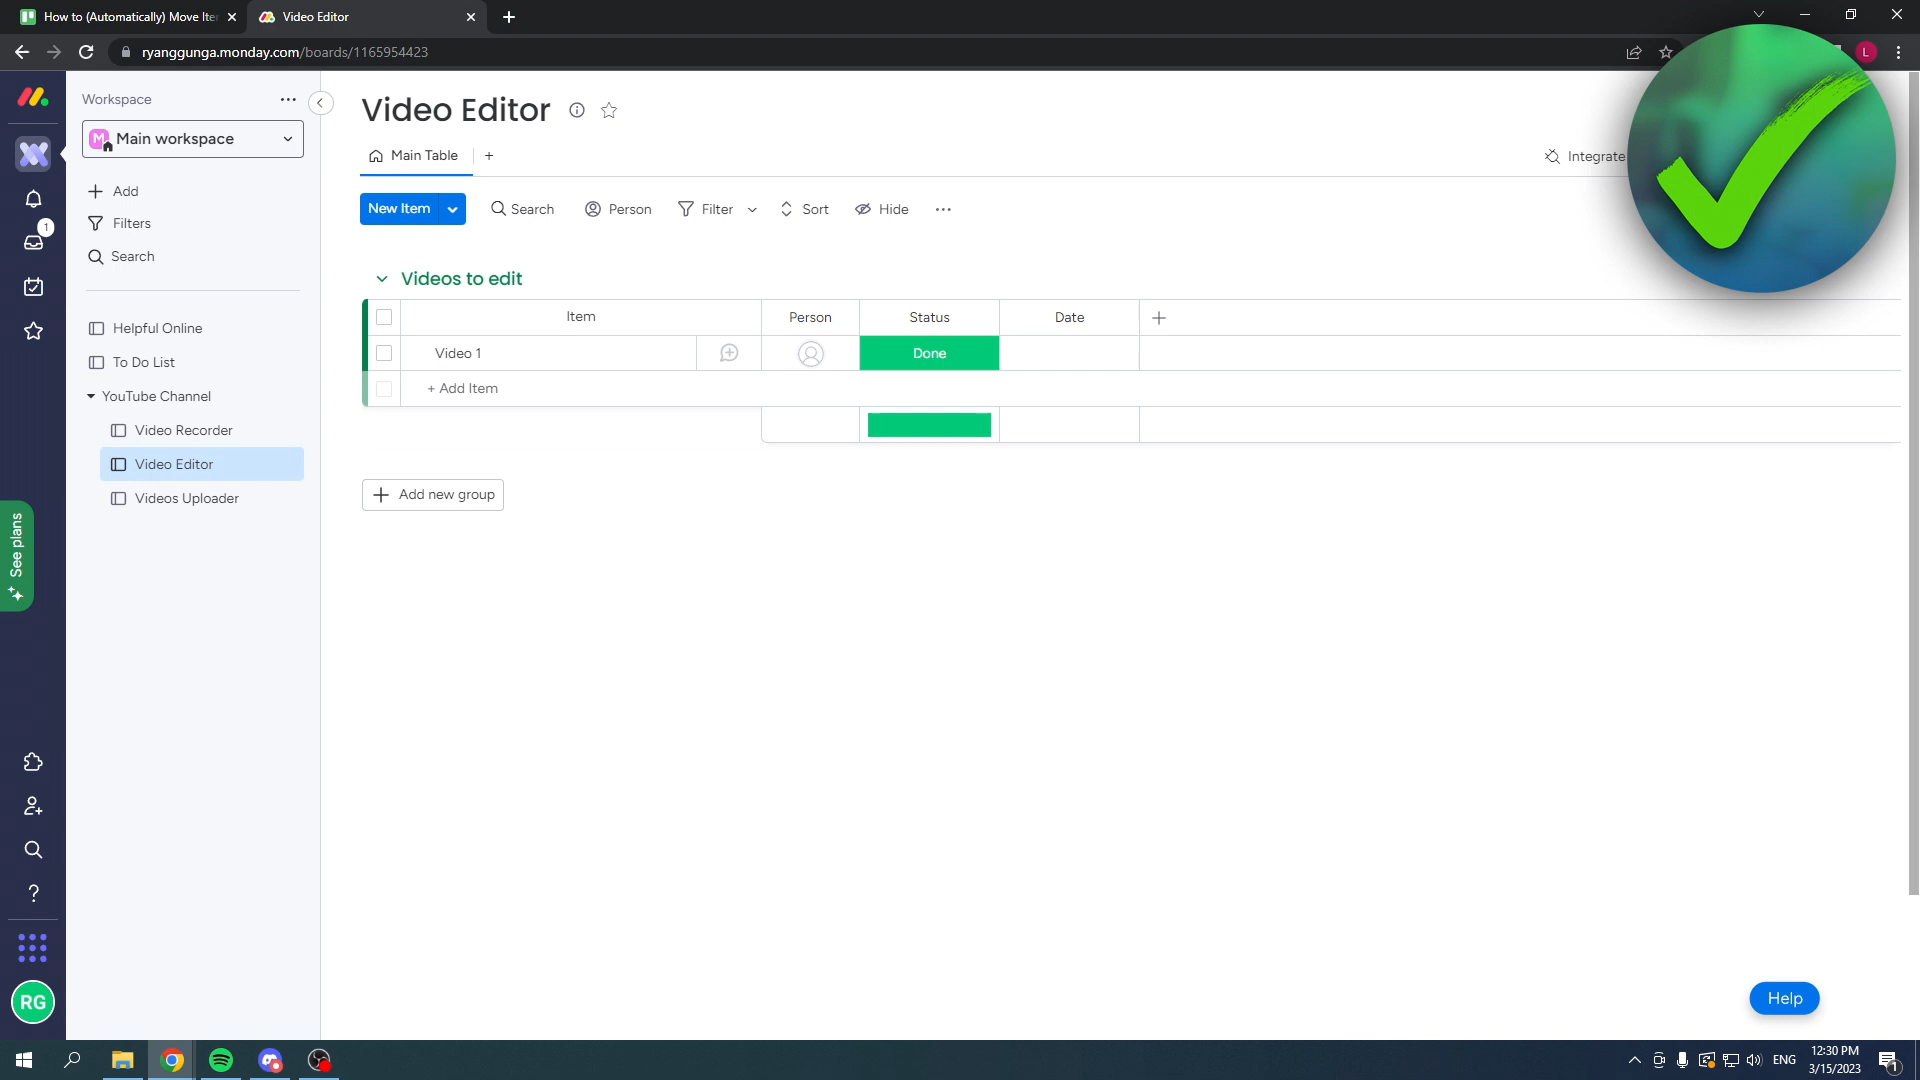 How to (Automatically) Move Ite
Video Editor
ryanggunga.monday.com/boards/1165954423
L
Workspace
M Main workspace
Add
Filters
Search
1
Helpful Online
To Do List
YouTube Channel
Video Recorder
Video Editor
Videos Uploader
See plans
RG
Video Editor
Main Table
+
Integrate
New Item
Search
Person
Filter
Sort
Hide
Videos to edit
Item Person Status Date +
Video 1 Done
+ Add Item
+ Add new group
Help
ENG
12:30 PM
3/15/2023
1